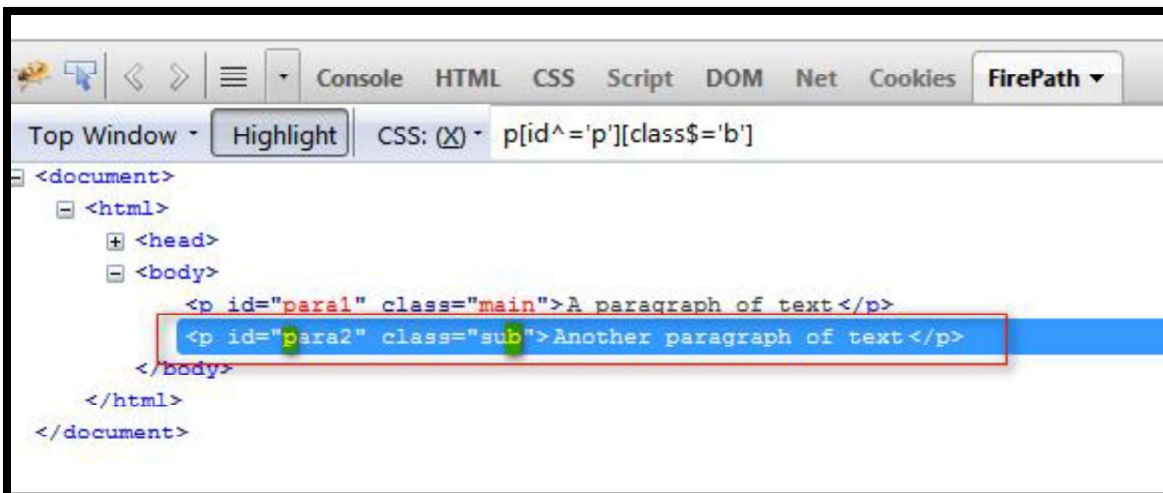 Console HTML CSS Script DOM Net Cookies FirePath
Top Window Highlight CSS: (X) p[id^='p'][class$='b']
<document>
<html>
<head>
<body>
<p id="para1" class="main">A paragraph of text</p>
<p id="para2" class="sub">Another paragraph of text</p>
</body>
</html>
</document>